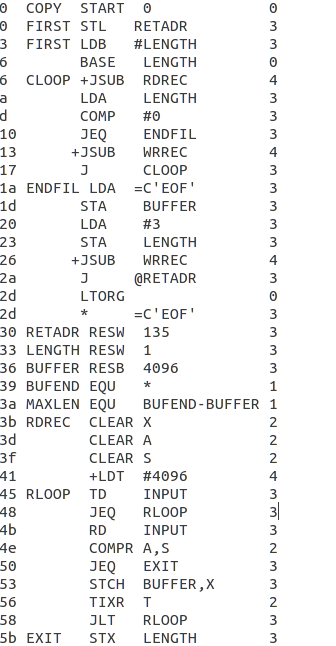 0 COPY START 0 0
0 FIRST STL RETADR 3
3 FIRST LDB #LENGTH 3
6 BASE LENGTH 0
6 CLOOP +JSUB RDREC 4
a LDA LENGTH 3
d COMP #0 3
10 JEQ ENDFIL 3
13 +JSUB WRREC 4
17 J CLOOP 3
1a ENDFIL LDA =C'EOF' 3
1d STA BUFFER 3
20 LDA #3 3
23 STA LENGTH 3
26 +JSUB WRREC 4
2a J @RETADR 3
2d LTORG 0
2d * =C'EOF' 3
30 RETADR RESW 135 3
33 LENGTH RESW 1 3
36 BUFFER RESB 4096 3
39 BUFEND EQU * 1
3a MAXLEN EQU BUFEND-BUFFER 1
3b RDREC CLEAR X 2
3d CLEAR A 2
3f CLEAR S 2
41 +LDT #4096 4
45 RLOOP TD INPUT 3
48 JEQ RLOOP 3
4b RD INPUT 3
4e COMPR A,S 2
50 JEQ EXIT 3
53 STCH BUFFER,X 3
56 TIXR T 2
58 JLT RLOOP 3
5b EXIT STX LENGTH 3